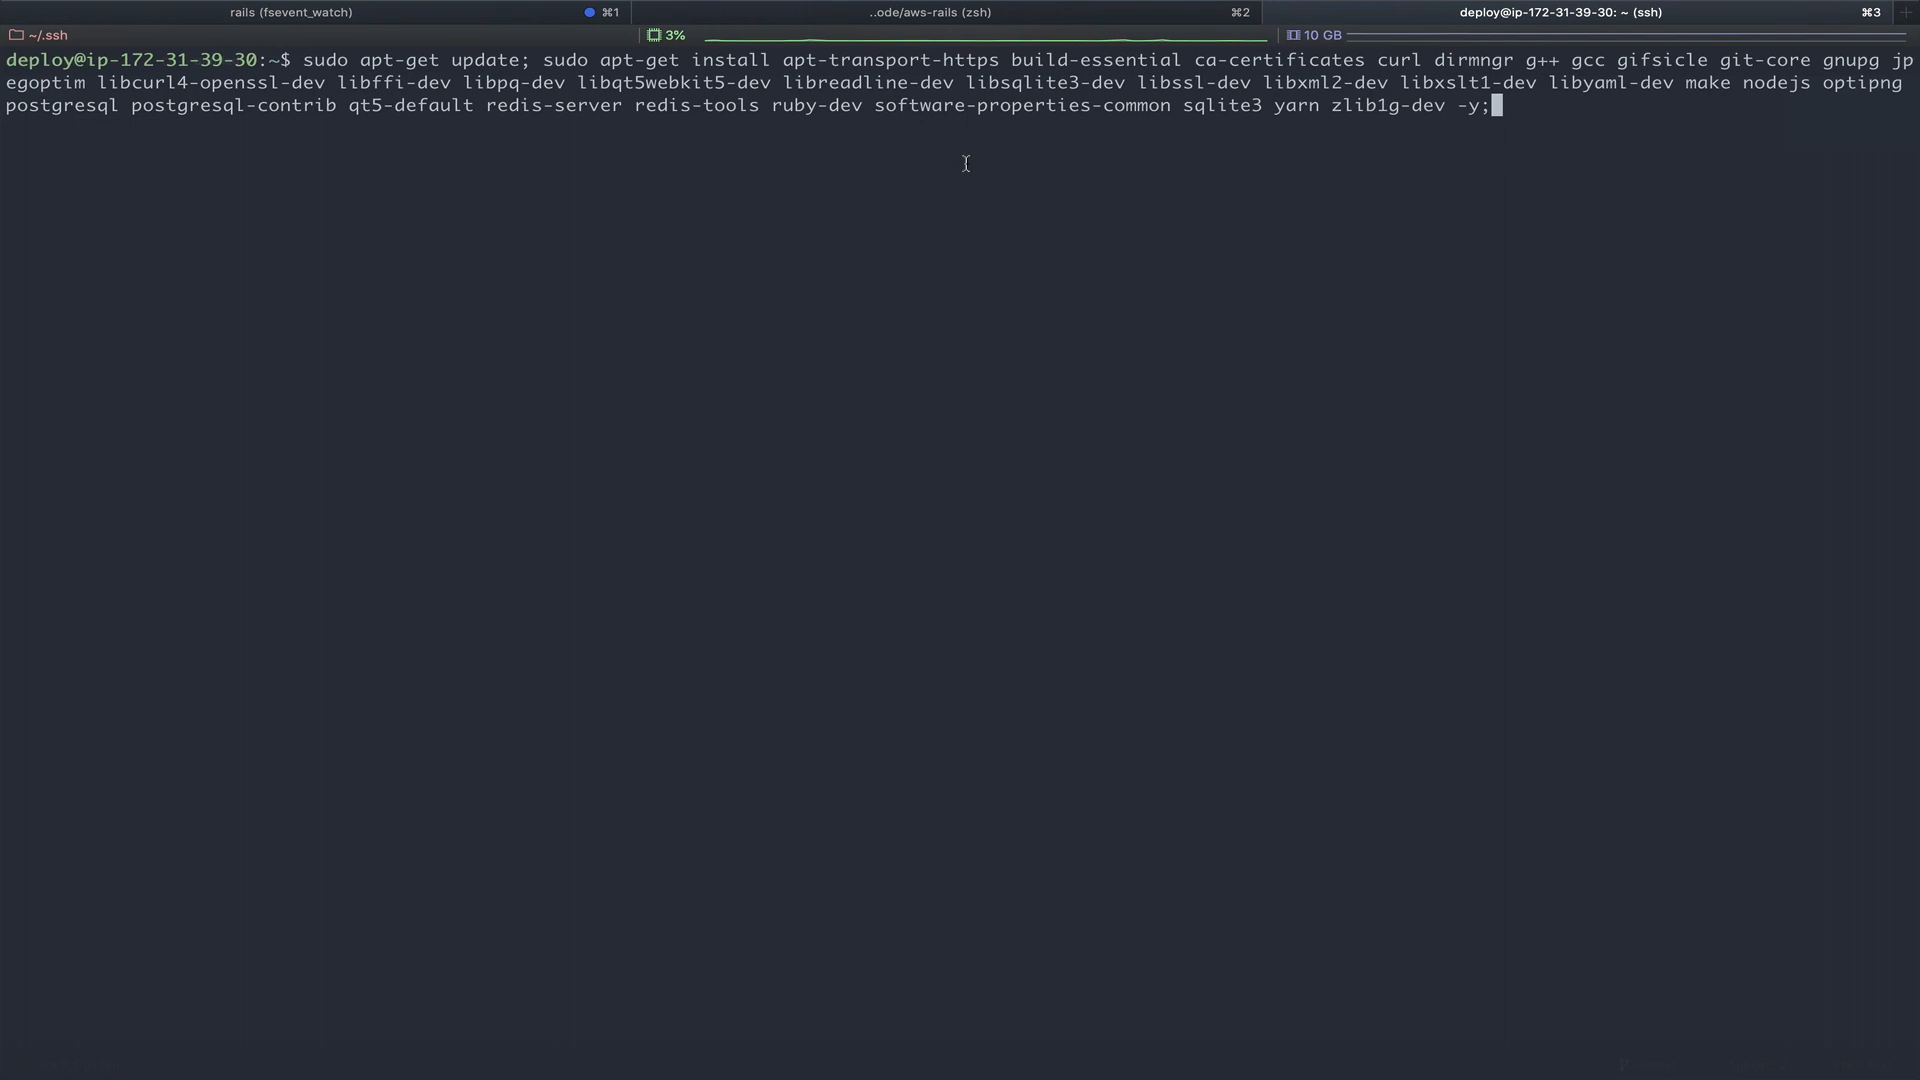 rails (fsevent_watch) ⌘1 ..ode/aws-rails (zsh) ⌘2 deploy@ip-172-31-39-30: ~ (ssh) ⌘3
~/.ssh 3% 10 GB
deploy@ip-172-31-39-30:~$ sudo apt-get update; sudo apt-get install apt-transport-https build-essential ca-certificates curl dirmngr g++ gcc gifsicle git-core gnupg jp
egoptim libcurl4-openssl-dev libffi-dev libpq-dev libqt5webkit5-dev libreadline-dev libsqlite3-dev libssl-dev libxml2-dev libxslt1-dev libyaml-dev make nodejs optipng
postgresql postgresql-contrib qt5-default redis-server redis-tools ruby-dev software-properties-common sqlite3 yarn zlib1g-dev -y;